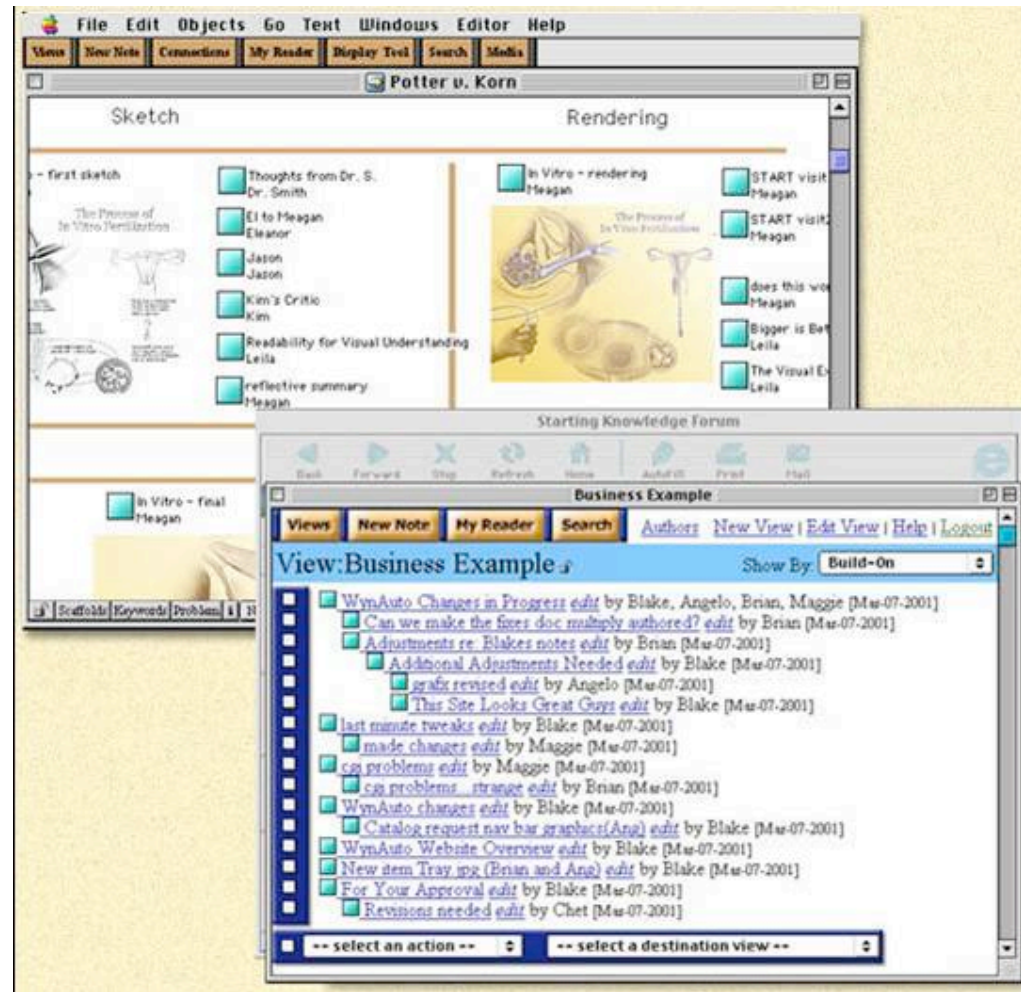 File Edit Objects Go Text Windows Editor Help
Views New Note Connections My Reader Display Tool Search Media
Potter v. Korn
Sketch Rendering
- first sketch
The Process of
In Vitro Fertilization
Thoughts from Dr. S.
Dr. Smith
El to Meagan
Eleanor
Jason
Jason
Kim's Critic
Kim
Readability for Visual Understanding
Leila
reflective summary
Meagan
In Vitro - rendering
Meagan
The Process of
In Vitro Fertilization
START visit
Meagan
START visit2
Meagan
does this wo
Meagan
Bigger is Bet
Leila
The Visual Ex
Leila
In Vitro - final
Meagan
Scaffolds Keywords Problem
Starting Knowledge Forum
Back Forward Stop Refresh Home AutoFill Print Mail
Business Example
Views New Note My Reader Search Authors New View | Edit View | Help | Logout
View:Business Example Show By: Build-On
WynAuto Changes in Progress edit by Blake, Angelo, Brian, Maggie [Mar-07-2001]
Can we make the fixes doc multiply authored? edit by Brian [Mar-07-2001]
Adjustments re: Blakes notes edit by Brian [Mar-07-2001]
Additional Adjustments Needed edit by Blake [Mar-07-2001]
grafix revised edit by Angelo [Mar-07-2001]
This Site Looks Great Guys edit by Blake [Mar-07-2001]
last minute tweaks edit by Blake [Mar-07-2001]
made changes edit by Maggie [Mar-07-2001]
cgi problems edit by Maggie [Mar-07-2001]
cgi problems...strange edit by Brian [Mar-07-2001]
WynAuto changes edit by Blake [Mar-07-2001]
Catalog request nav bar graphics(Ang) edit by Blake [Mar-07-2001]
WynAuto Website Overview edit by Blake [Mar-07-2001]
New item Tray jpg (Brian and Ang) edit by Blake [Mar-07-2001]
For Your Approval edit by Blake [Mar-07-2001]
Revisions needed edit by Chet [Mar-07-2001]
-- select an action -- -- select a destination view --